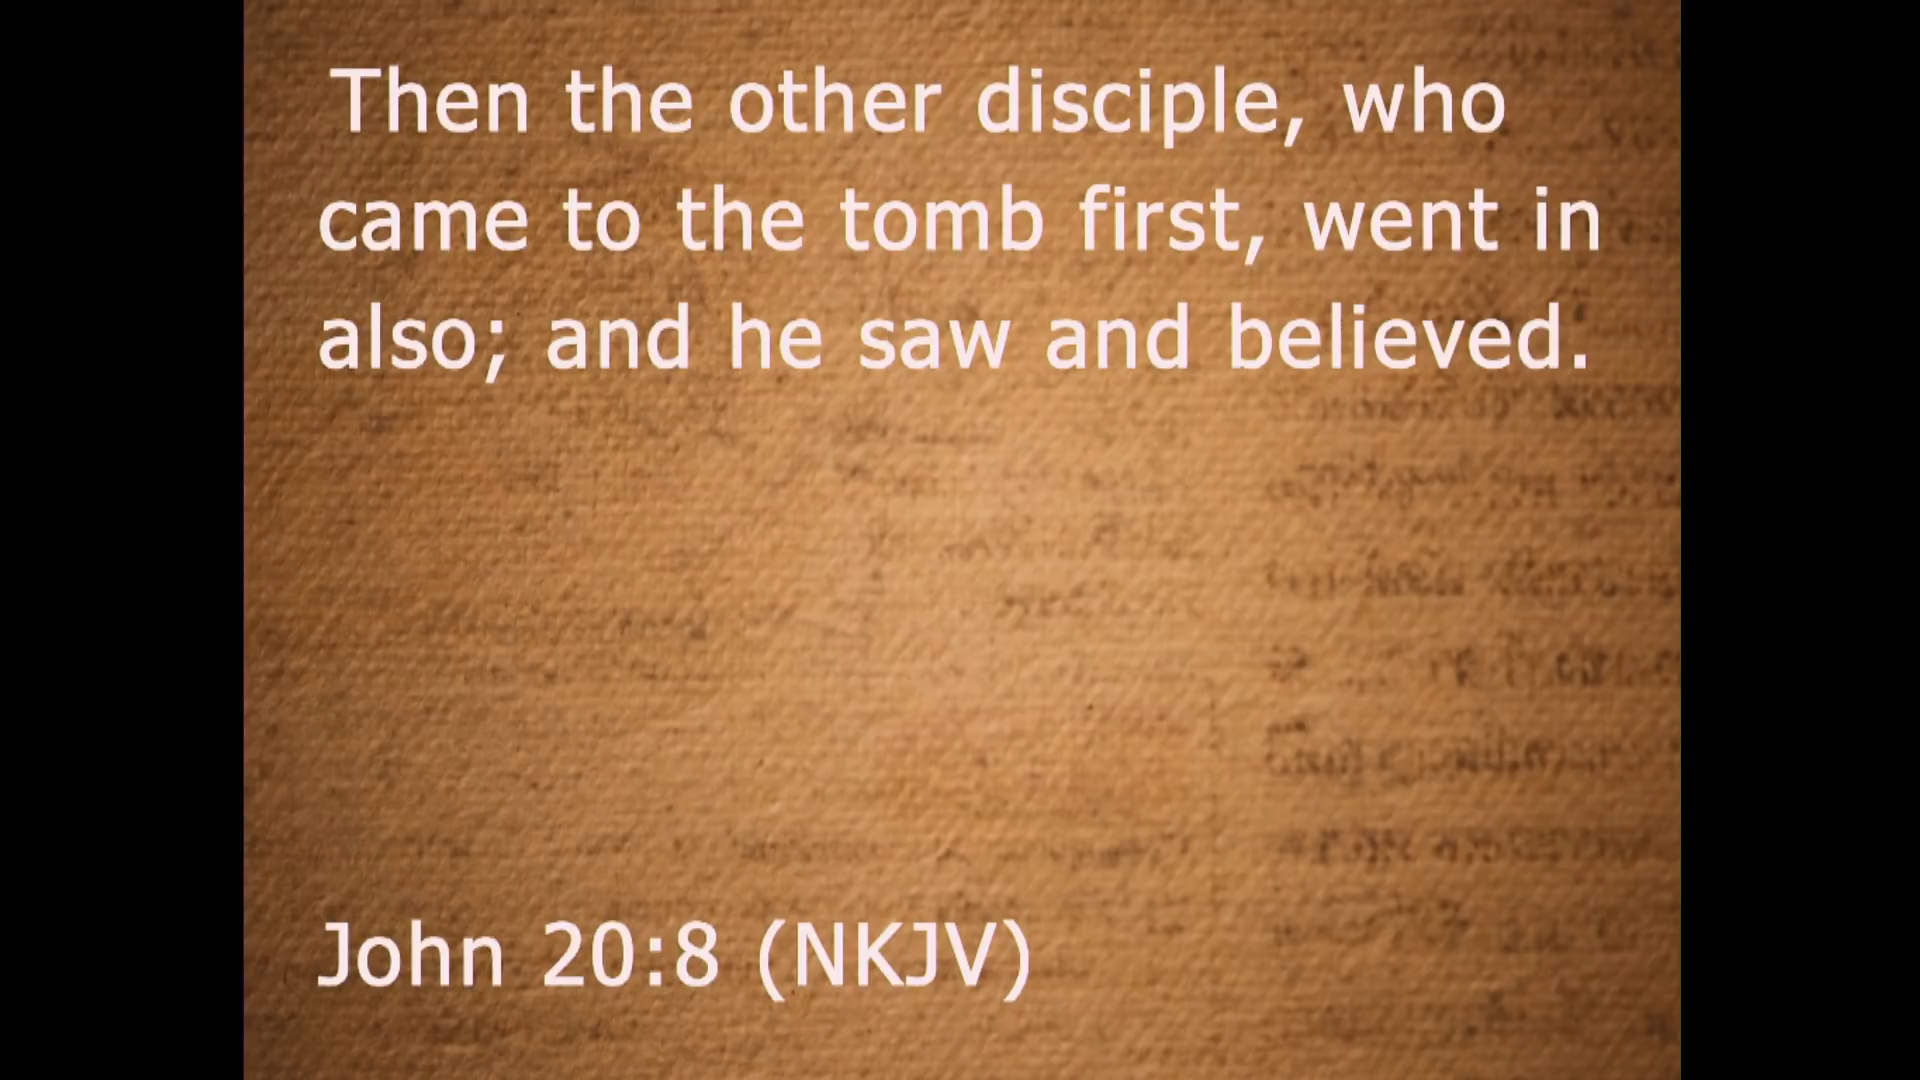 Then the other disciple, who
came to the tomb first, went in
also; and he saw and believed.
John 20:8 (NKJV)